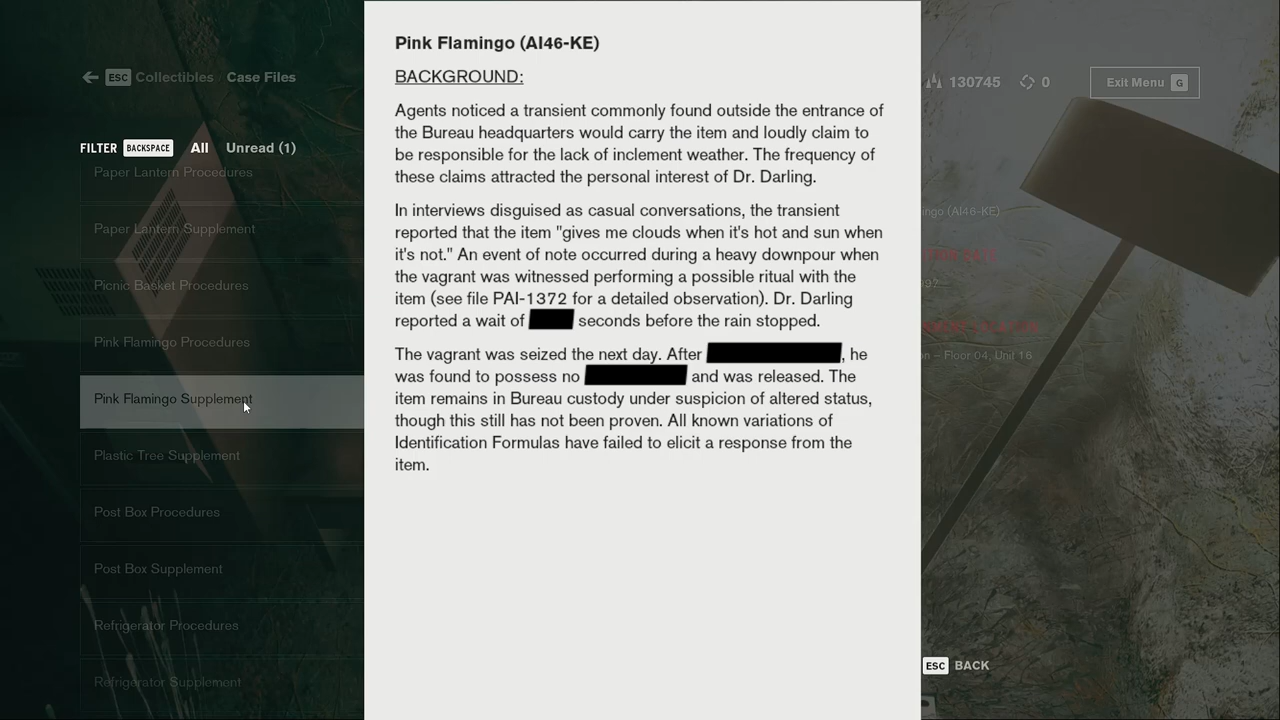 Pink Flamingo (AI46-KE)
BACKGROUND:
Agents noticed a transient commonly found outside the entrance of
the Bureau headquarters would carry the item and loudly claim to
be responsible for the lack of inclement weather. The frequency of
these claims attracted the personal interest of Dr. Darling.
In interviews disguised as casual conversations, the transient
reported that the item "gives me clouds when it's hot and sun when
it's not." An event of note occurred during a heavy downpour when
the vagrant was witnessed performing a possible ritual with the
item (see file PAI-1372 for a detailed observation). Dr. Darling
reported a wait of seconds before the rain stopped.
The vagrant was seized the next day. After , he
was found to possess no and was released. The
item remains in Bureau custody under suspicion of altered status,
though this still has not been proven. All known variations of
Identification Formulas have failed to elicit a response from the
item.
ESC Collectibles Case Files
FILTER BACKSPACE All Unread (1)
Paper Lantern Procedures
Paper Lantern Supplement
Picnic Basket Procedures
Pink Flamingo Procedures
Pink Flamingo Supplement
Plastic Tree Supplement
Post Box Procedures
Post Box Supplement
Refrigerator Procedures
Refrigerator Supplement
130745 0 Exit Menu G
(AI46-KE)
– Floor 04, Unit 16
ESC BACK